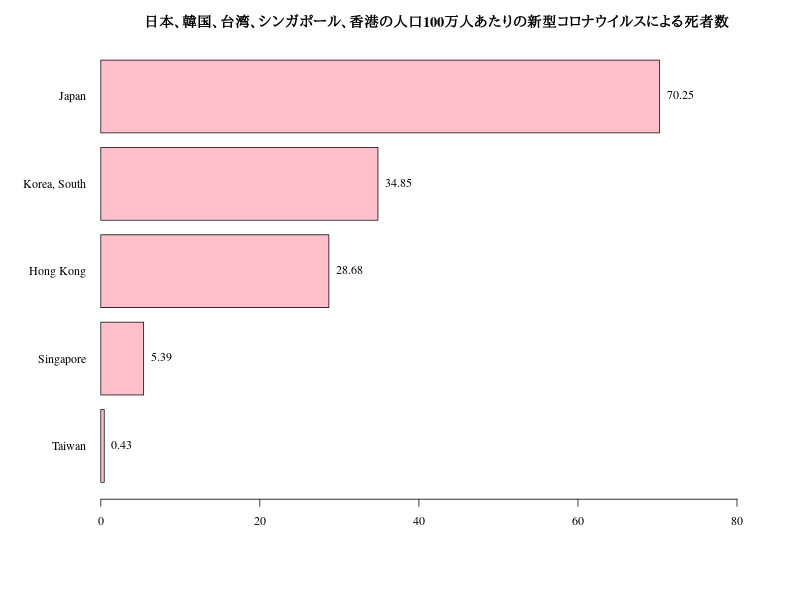 日本、韓国、台湾、シンガポール、香港の人口100万人あたりの新型コロナウイルスによる死者数
Japan 70.25
Korea, South 34.85
Hong Kong 28.68
Singapore 5.39
Taiwan 0.43
0 20 40 60 80